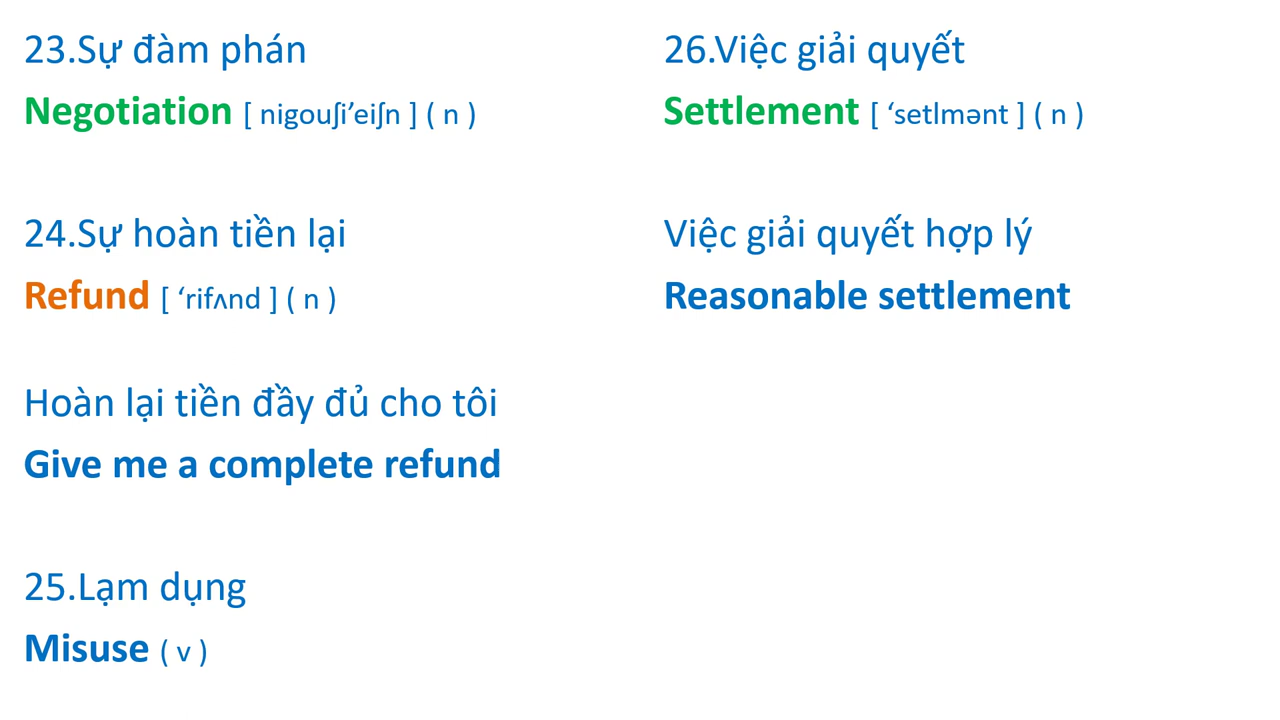 23.Sự đàm phán
Negotiation [ nigouʃi’eiʃn ] ( n )
24.Sự hoàn tiền lại
Refund [ ‘rifʌnd ] ( n )
Hoàn lại tiền đầy đủ cho tôi
Give me a complete refund
25.Lạm dụng
Misuse ( v )
26.Việc giải quyết
Settlement [ ‘setlmənt ] ( n )
Việc giải quyết hợp lý
Reasonable settlement